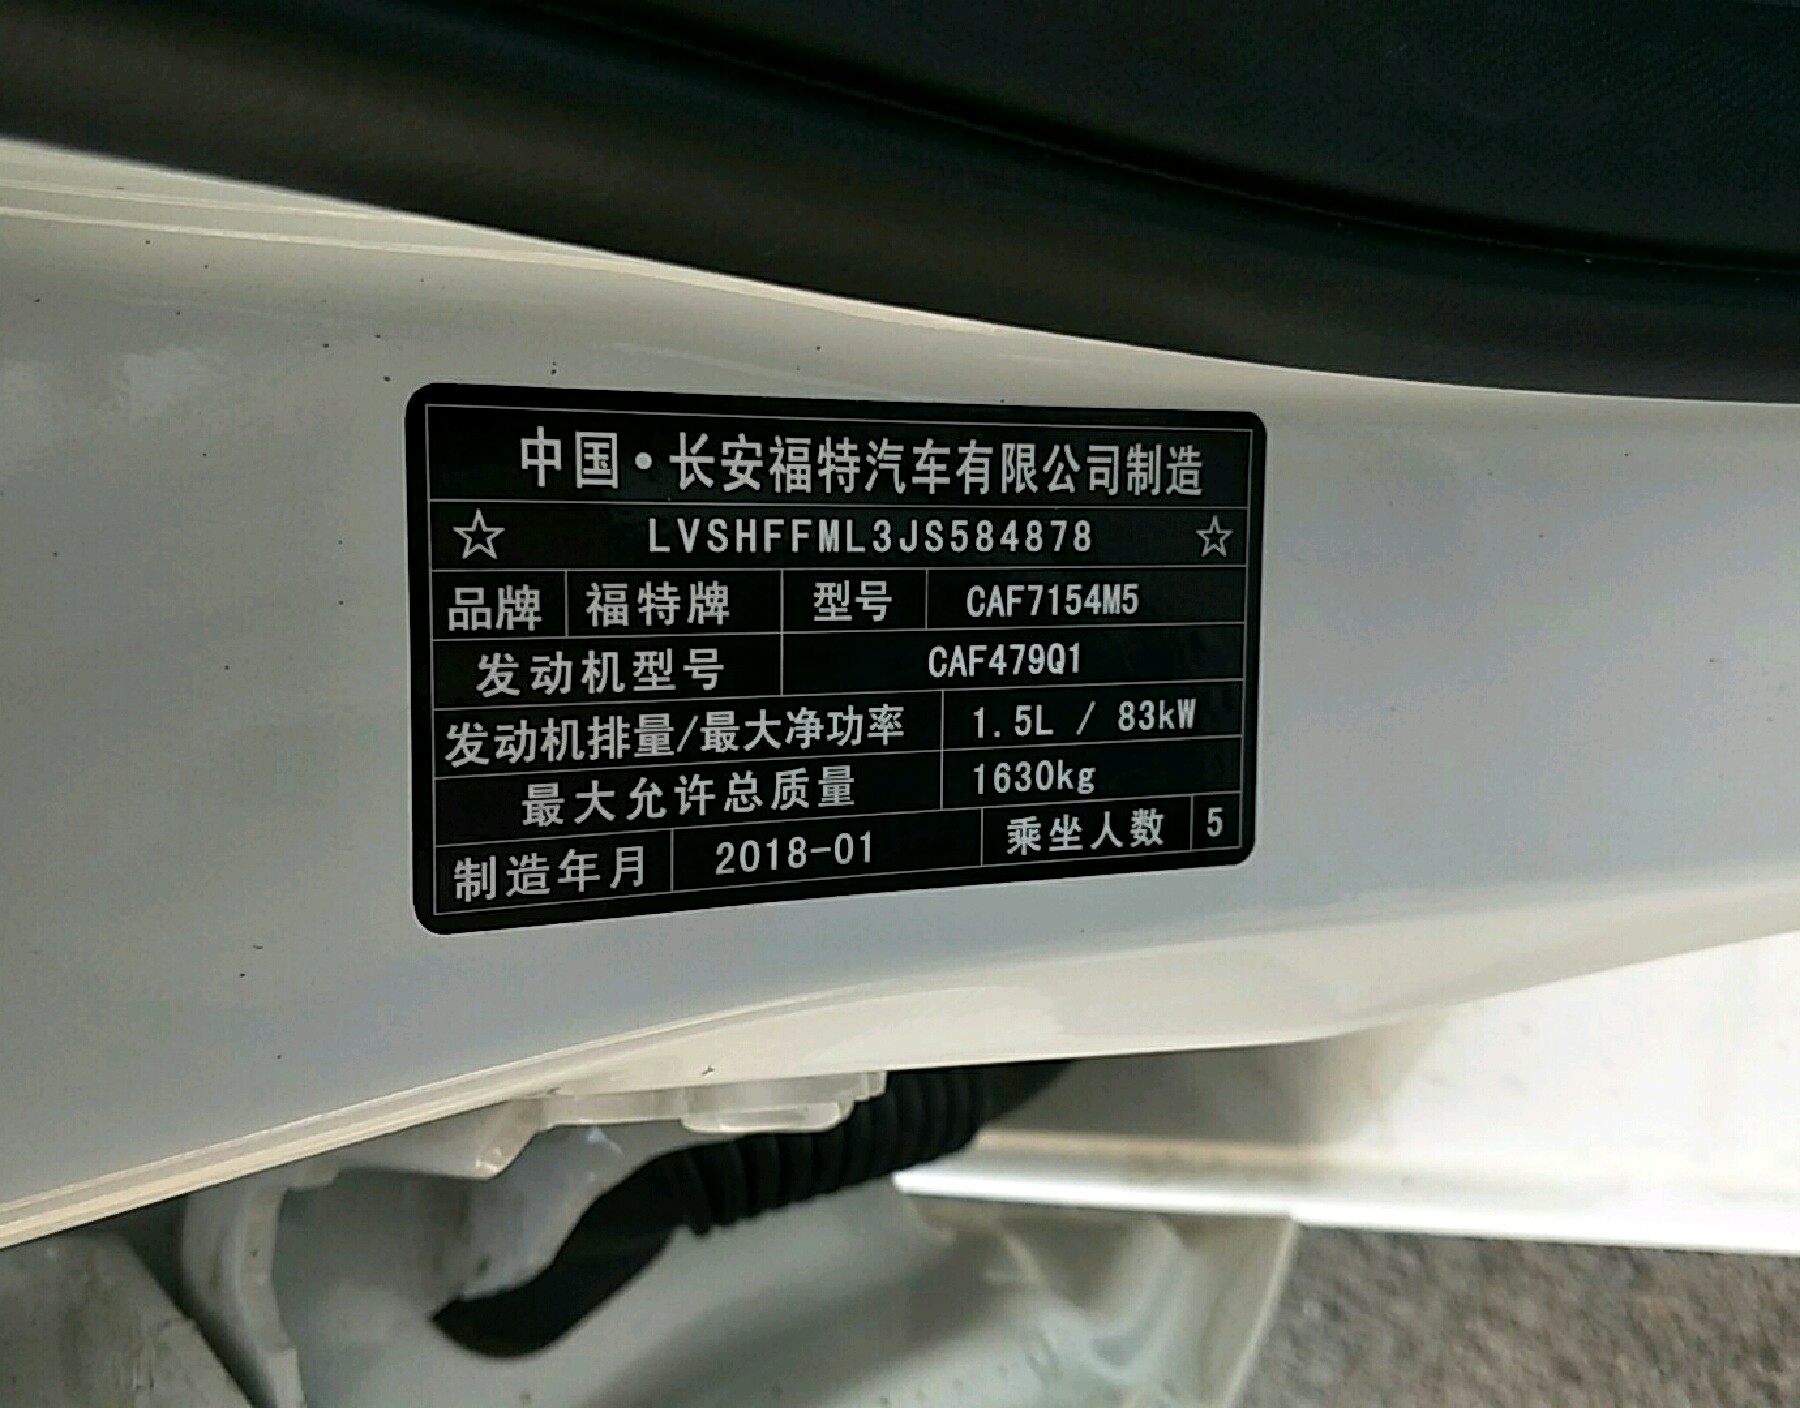 中国·长安福特汽车有限公司制造
☆ LVSHFFML3JS584878 ☆
品牌 福特牌 型号 CAF7154M5
发动机型号 CAF479Q1
发动机排量/最大净功率 1.5L / 83kW
最大允许总质量 1630kg
制造年月 2018-01 乘坐人数 5